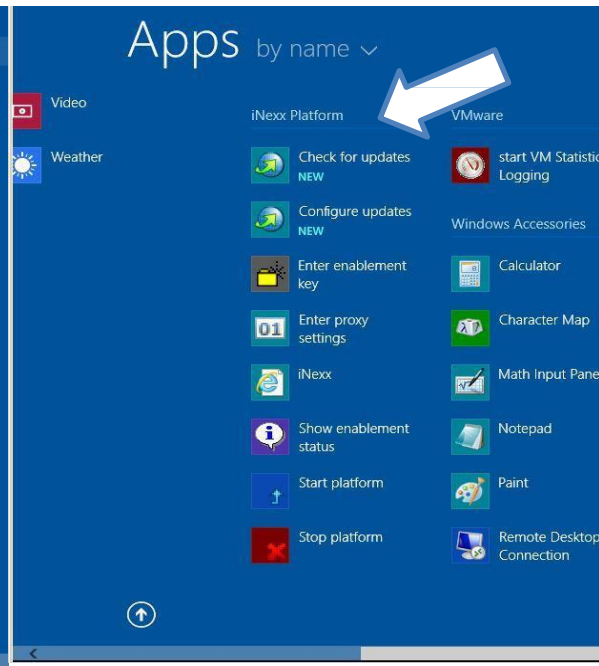 Apps by name
Video
Weather
iNexx Platform
Check for updates
NEW
Configure updates
NEW
Enter enablement
key
01
Enter proxy
settings
iNexx
Show enablement
status
Start platform
Stop platform
VMware
start VM Statistic
Logging
Windows Accessories
Calculator
Character Map
Math Input Pane
Notepad
Paint
Remote Desktop
Connection